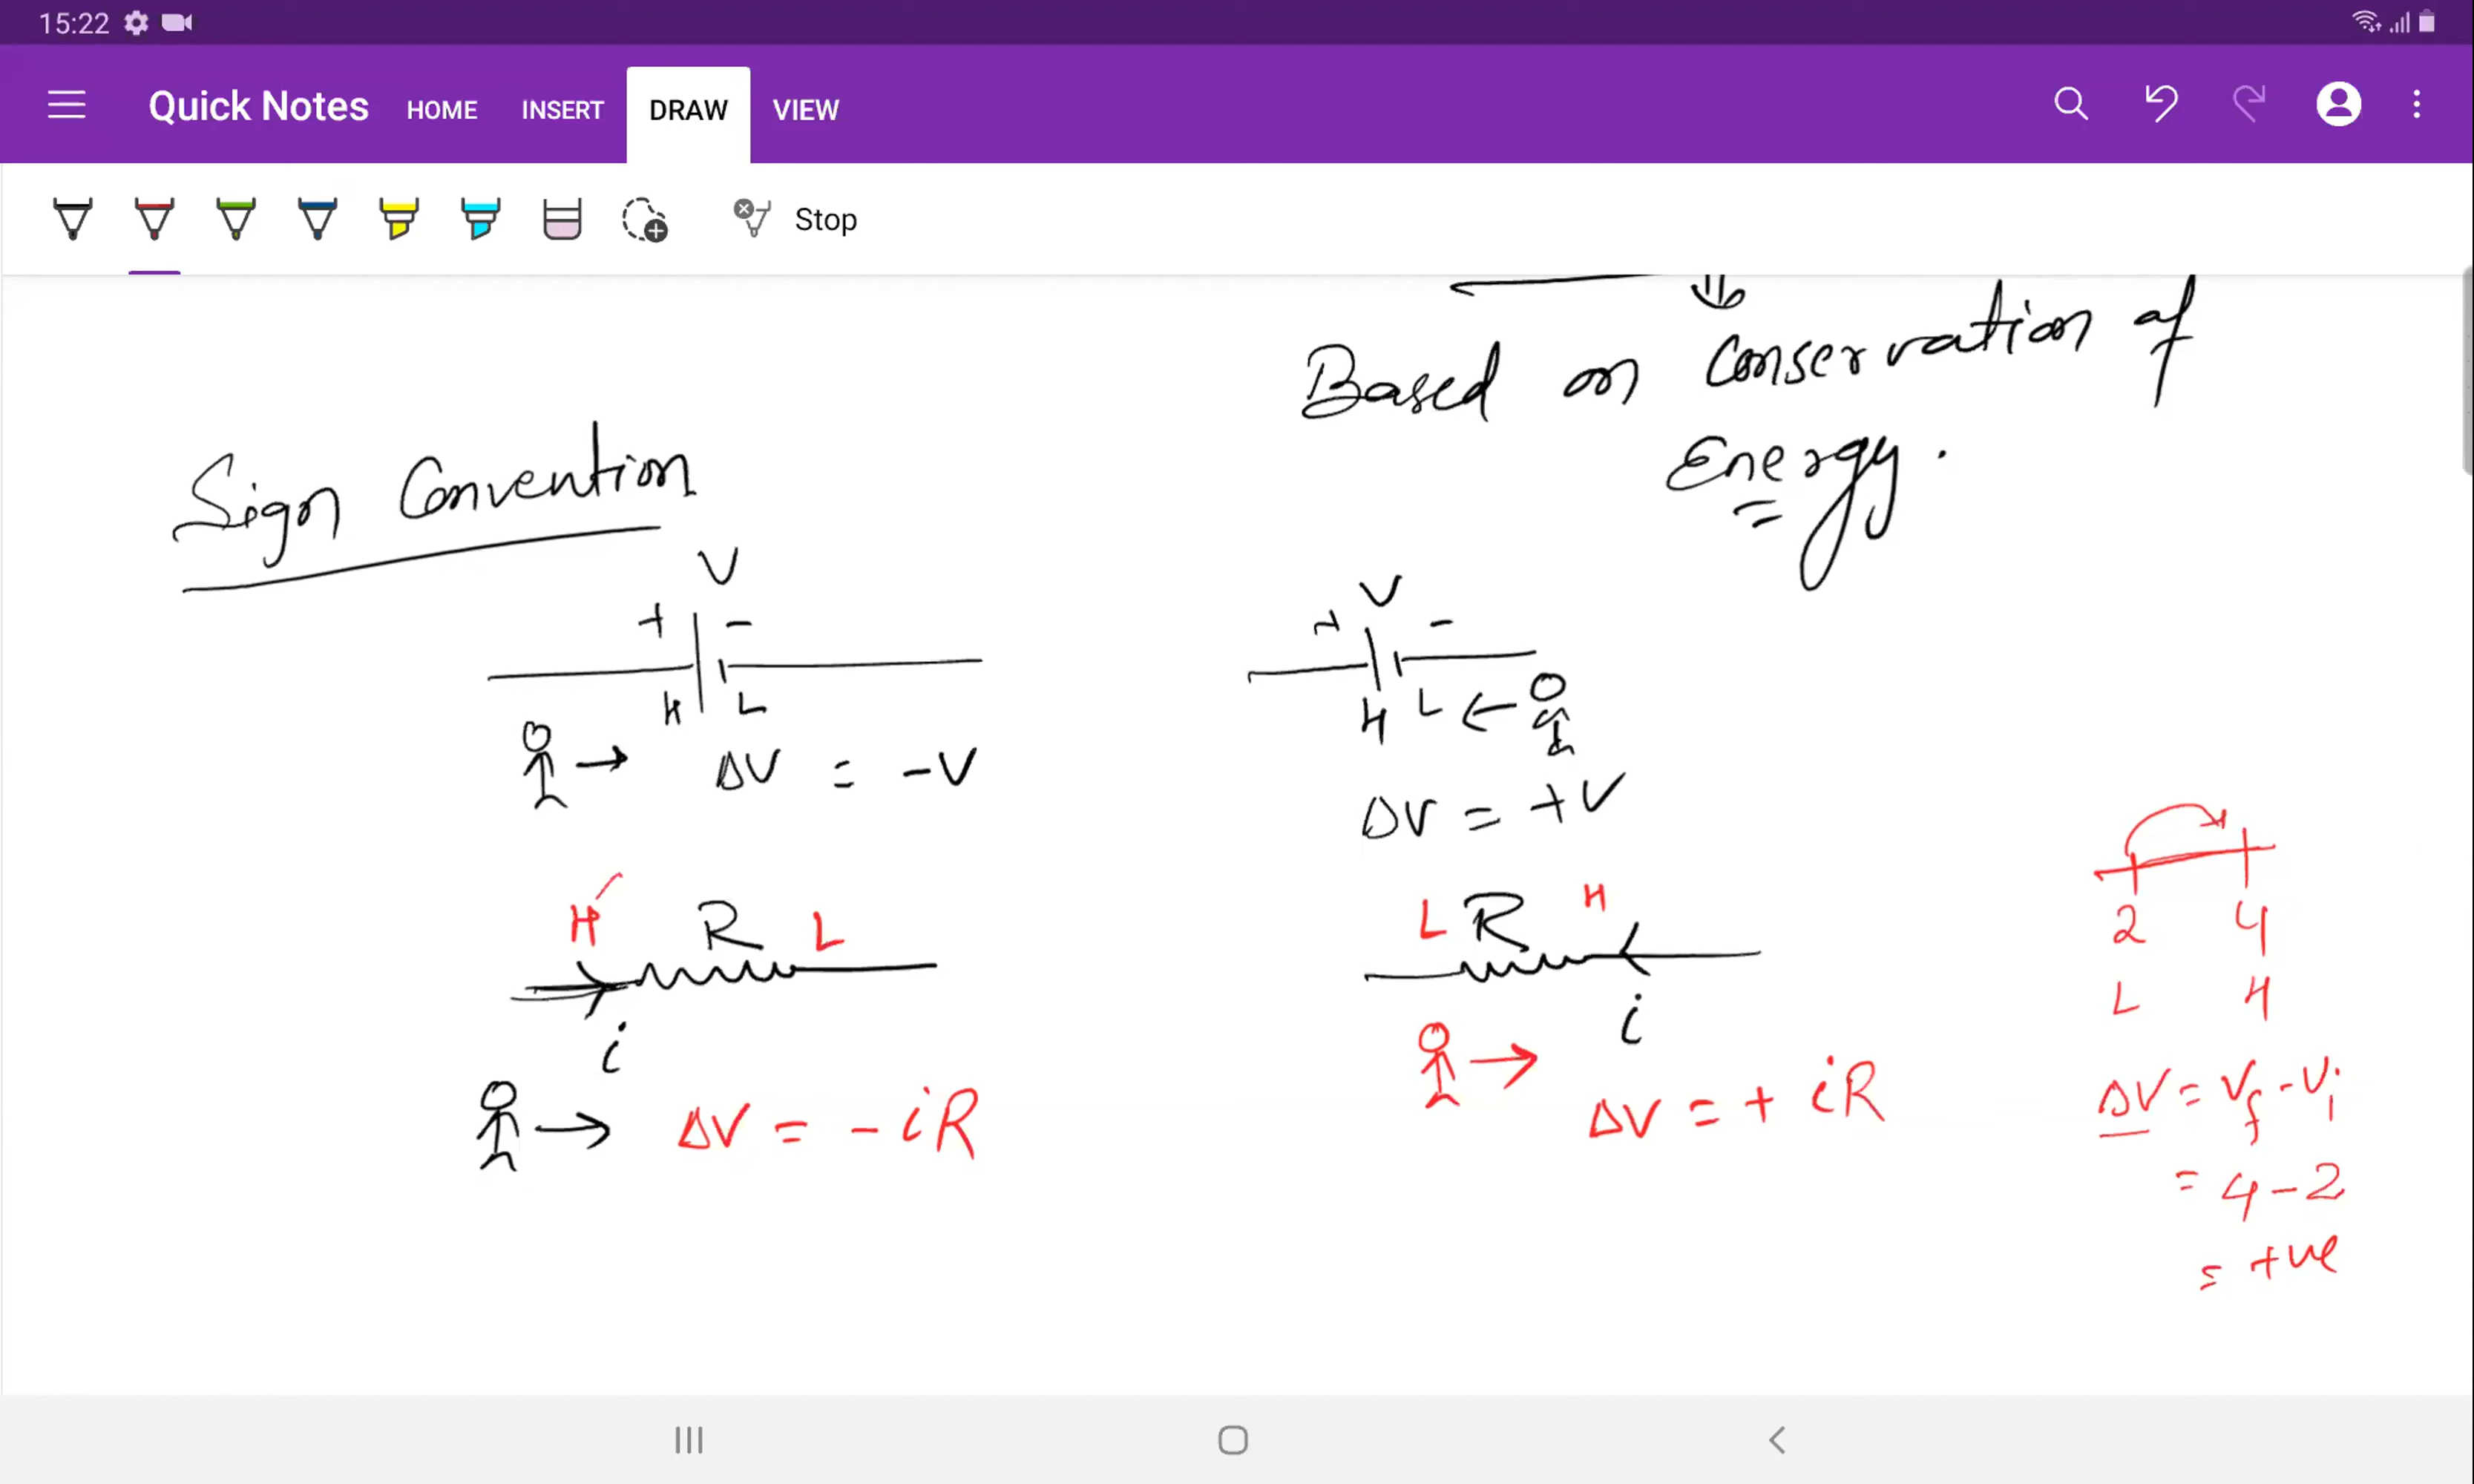 15:22
Quick Notes HOME INSERT DRAW VIEW
Stop
Based on Conservation of
Energy.
Sign Convention
V
+ -
H L
ΔV = -V
V
-
H L
ΔV = +V
H R L
i
ΔV = - iR
L R H
i
ΔV = + iR
2 4
L H
ΔV = Vf - Vi
= 4 - 2
= +ve